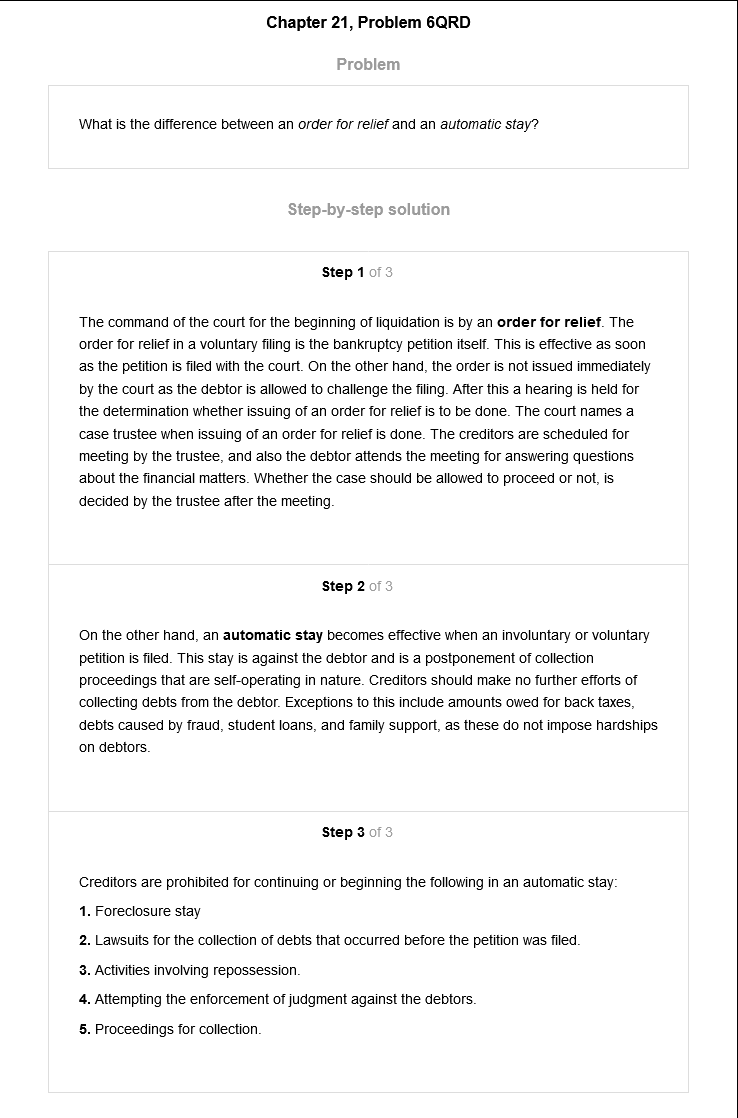 Chapter 21, Problem 6QRD
Problem
What is the difference between an order for relief and an automatic stay?
Step-by-step solution
Step 1 of 3
The command of the court for the beginning of liquidation is by an order for relief. The
order for relief in a voluntary filing is the bankruptcy petition itself. This is effective as soon
as the petition is filed with the court. On the other hand, the order is not issued immediately
by the court as the debtor is allowed to challenge the filing. After this a hearing is held for
the determination whether issuing of an order for relief is to be done. The court names a
case trustee when issuing of an order for relief is done. The creditors are scheduled for
meeting by the trustee, and also the debtor attends the meeting for answering questions
about the financial matters. Whether the case should be allowed to proceed or not, is
decided by the trustee after the meeting.
Step 2 of 3
On the other hand, an automatic stay becomes effective when an involuntary or voluntary
petition is filed. This stay is against the debtor and is a postponement of collection
proceedings that are self-operating in nature. Creditors should make no further efforts of
collecting debts from the debtor. Exceptions to this include amounts owed for back taxes,
debts caused by fraud, student loans, and family support, as these do not impose hardships
on debtors.
Step 3 of 3
Creditors are prohibited for continuing or beginning the following in an automatic stay:
1. Foreclosure stay
2. Lawsuits for the collection of debts that occurred before the petition was filed.
3. Activities involving repossession.
4. Attempting the enforcement of judgment against the debtors.
5. Proceedings for collection.